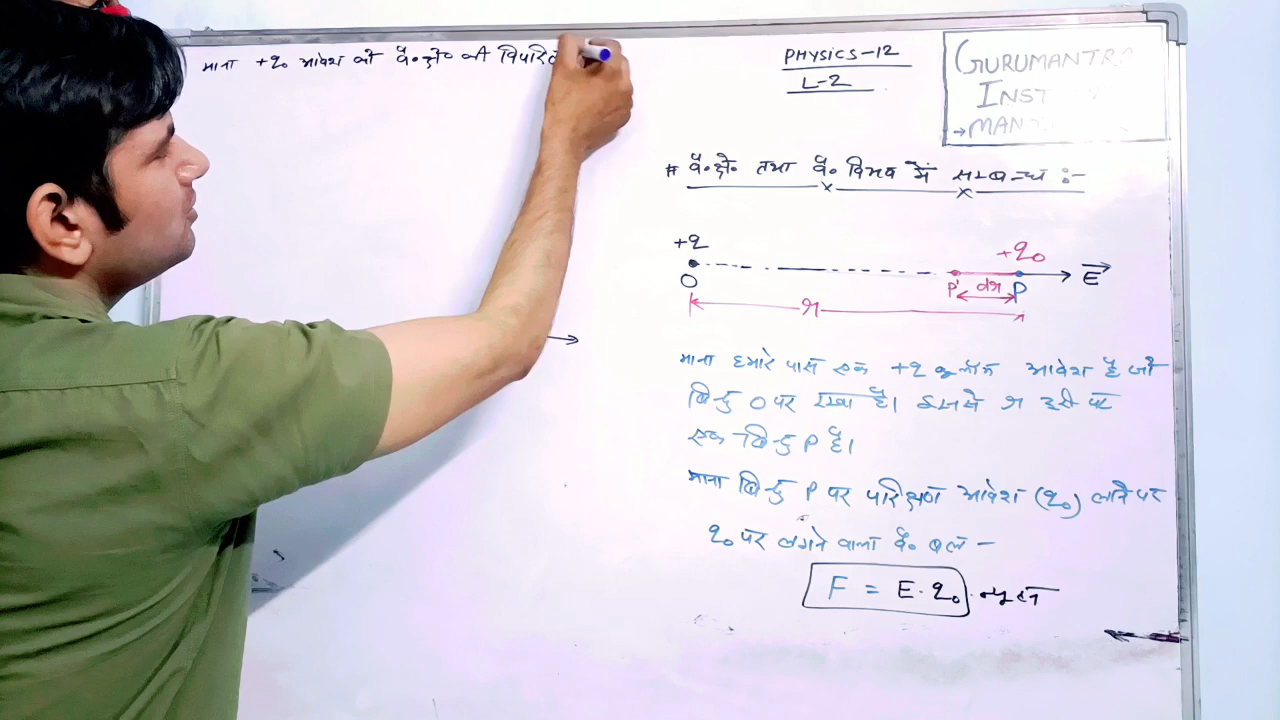 माना +q₀ आवेश को वै०क्षे० की विपरित
PHYSICS-12
L-2
GURUMANTRA
INST
→MAN
# वै०क्षे० तथा वै० विभव में सम्बन्ध :-
+q
+q₀
O
P'
dr
P
E
r
माना हमारे पास एक +q कूलॉम आवेश है जो
बिन्दु O पर रखा है। इससे r दूरी पर
एक बिन्दु P है।
माना बिन्दु P पर परिक्षण आवेश (q₀) लाने पर
q₀ पर लगने वाला वै० बल -
F = E.q₀ न्यूटन